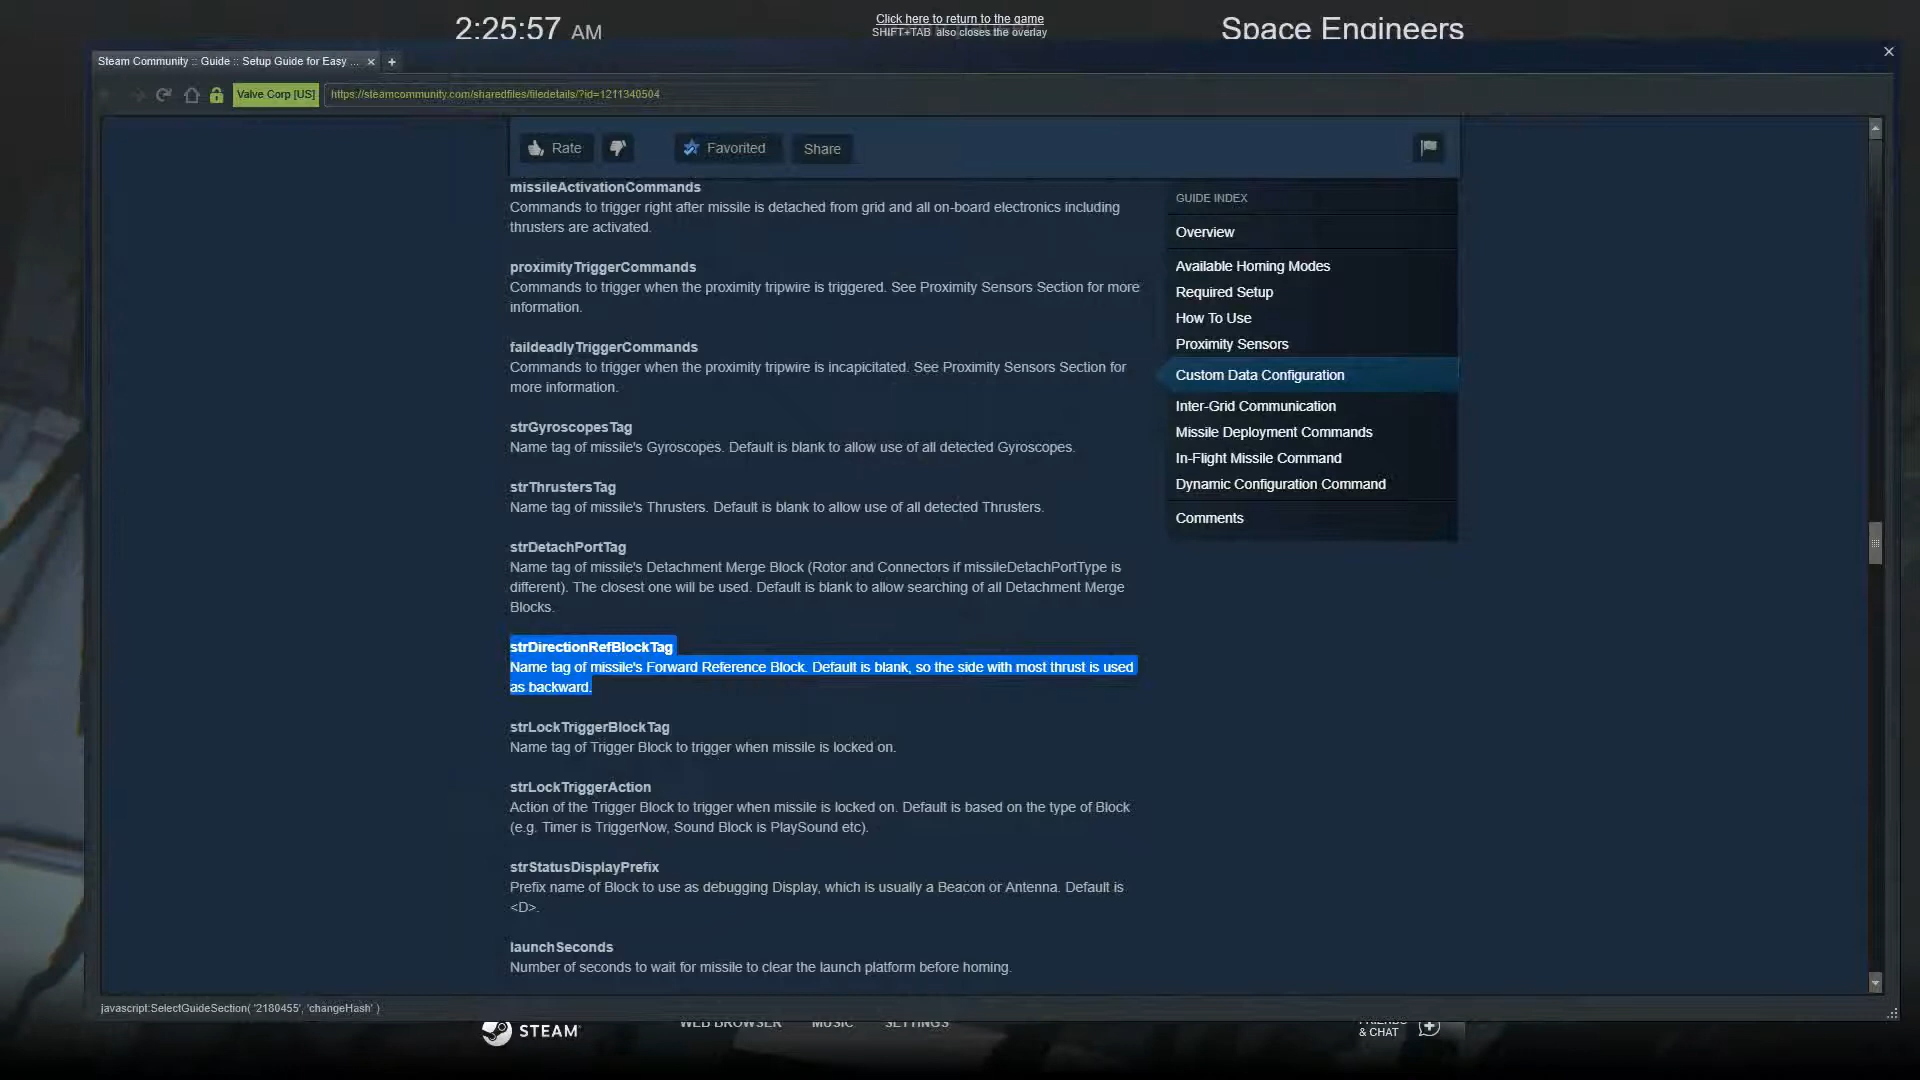 2:25:57 AM
Click here to return to the game
SHIFT+TAB also closes the overlay
Space Engineers
Steam Community :: Guide :: Setup Guide for Easy ...
Valve Corp [US]
https://steamcommunity.com/sharedfiles/filedetails/?id=1211340504
Rate
Favorited
Share
missileActivationCommands
Commands to trigger right after missile is detached from grid and all on-board electronics including
thrusters are activated.
proximityTriggerCommands
Commands to trigger when the proximity tripwire is triggered. See Proximity Sensors Section for more
information.
faildeadlyTriggerCommands
Commands to trigger when the proximity tripwire is incapicitated. See Proximity Sensors Section for
more information.
strGyroscopesTag
Name tag of missile's Gyroscopes. Default is blank to allow use of all detected Gyroscopes.
strThrustersTag
Name tag of missile's Thrusters. Default is blank to allow use of all detected Thrusters.
strDetachPortTag
Name tag of missile's Detachment Merge Block (Rotor and Connectors if missileDetachPortType is
different). The closest one will be used. Default is blank to allow searching of all Detachment Merge
Blocks.
strDirectionRefBlockTag
Name tag of missile's Forward Reference Block. Default is blank, so the side with most thrust is used
as backward.
strLockTriggerBlockTag
Name tag of Trigger Block to trigger when missile is locked on.
strLockTriggerAction
Action of the Trigger Block to trigger when missile is locked on. Default is based on the type of Block
(e.g. Timer is TriggerNow, Sound Block is PlaySound etc).
strStatusDisplayPrefix
Prefix name of Block to use as debugging Display, which is usually a Beacon or Antenna. Default is
<D>.
launchSeconds
Number of seconds to wait for missile to clear the launch platform before homing.
GUIDE INDEX
Overview
Available Homing Modes
Required Setup
How To Use
Proximity Sensors
Custom Data Configuration
Inter-Grid Communication
Missile Deployment Commands
In-Flight Missile Command
Dynamic Configuration Command
Comments
javascript:SelectGuideSection( '2180455', 'changeHash' )
STEAM
WEB BROWSER
MUSIC
SETTINGS
FRIENDS
& CHAT